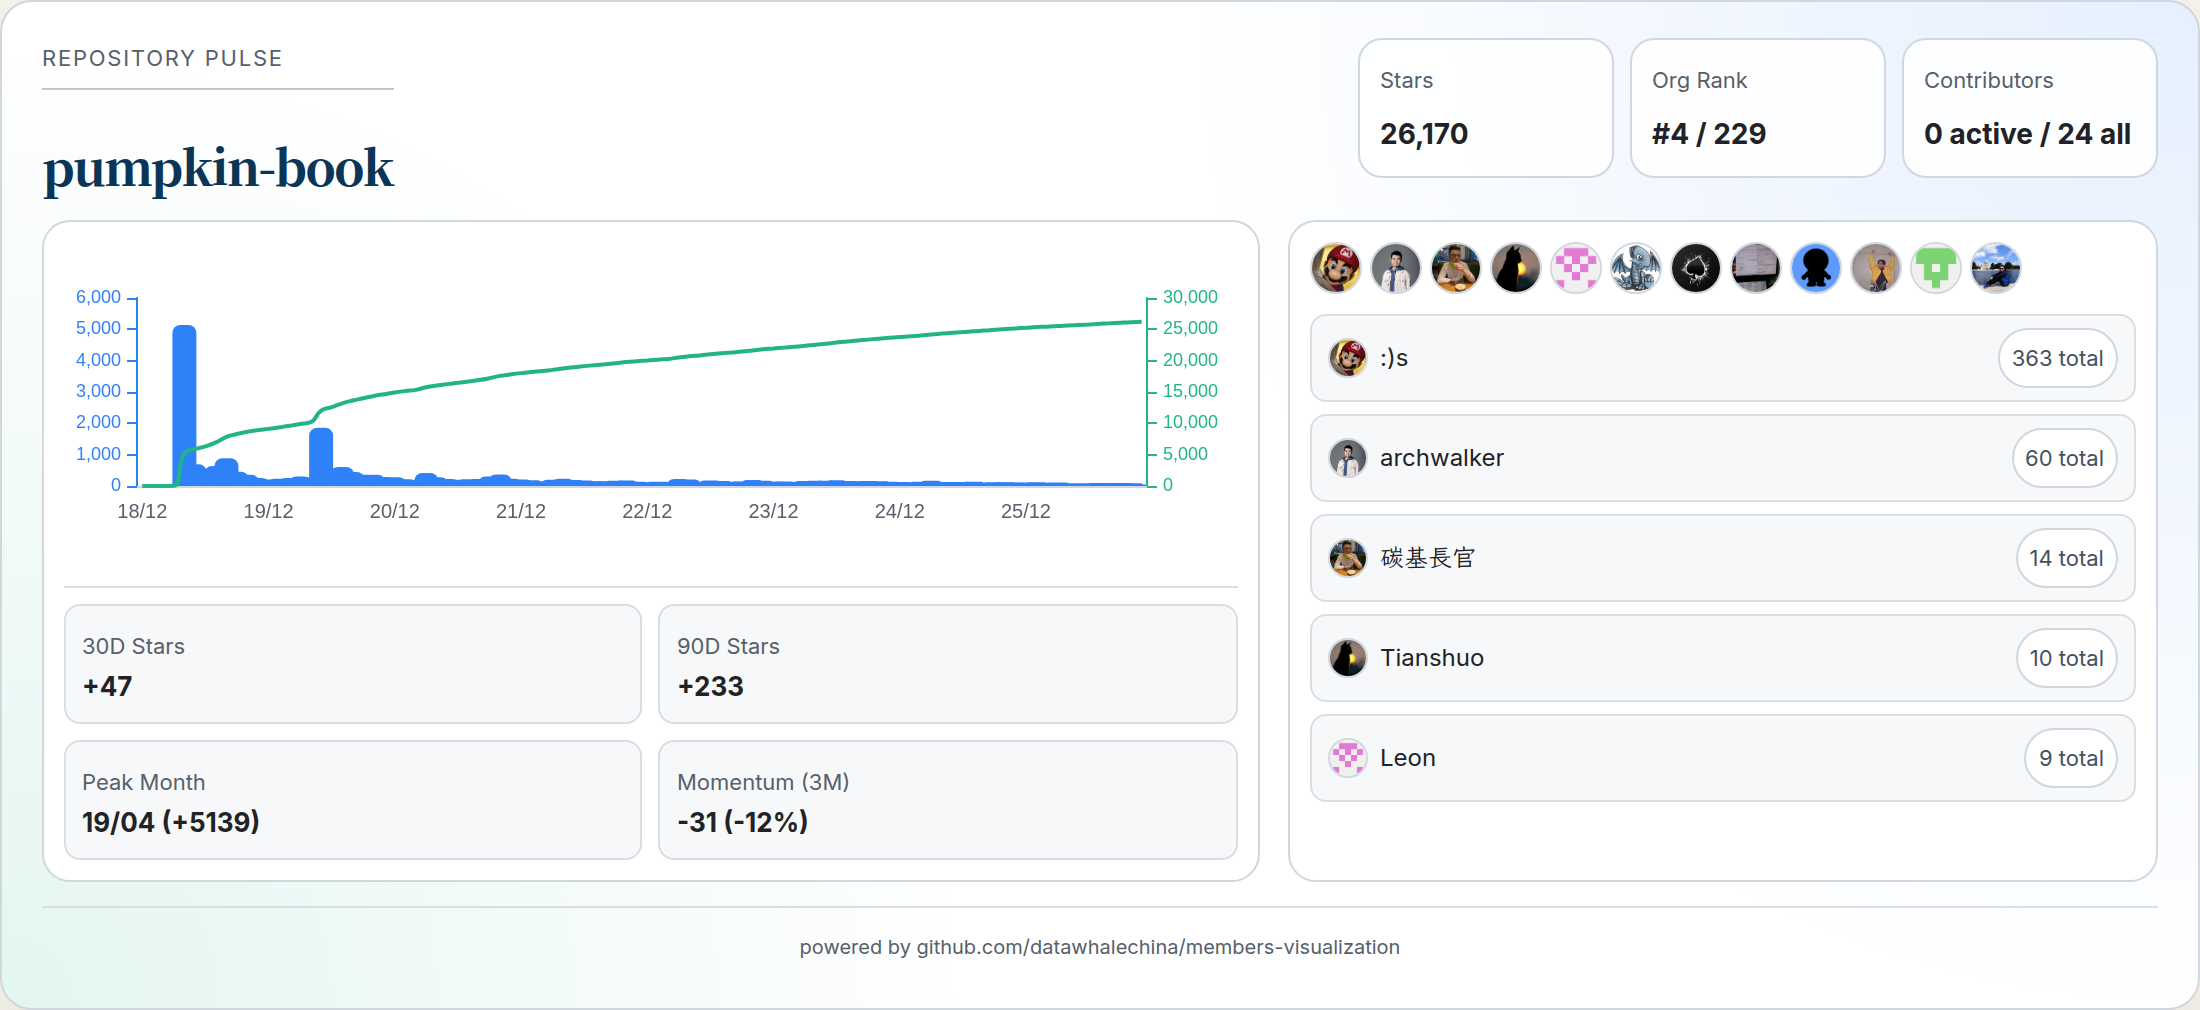 REPOSITORY PULSE
pumpkin-book
Stars
26,170
Org Rank
#4 / 229
Contributors
0 active / 24 all
6,000
5,000
4,000
3,000
2,000
1,000
0
30,000
25,000
20,000
15,000
10,000
5,000
0
18/12 19/12 20/12 21/12 22/12 23/12 24/12 25/12
30D Stars
+47
90D Stars
+233
Peak Month
19/04 (+5139)
Momentum (3M)
-31 (-12%)
:)s 363 total
archwalker 60 total
碳基長官 14 total
Tianshuo 10 total
Leon 9 total
powered by github.com/datawhalechina/members-visualization